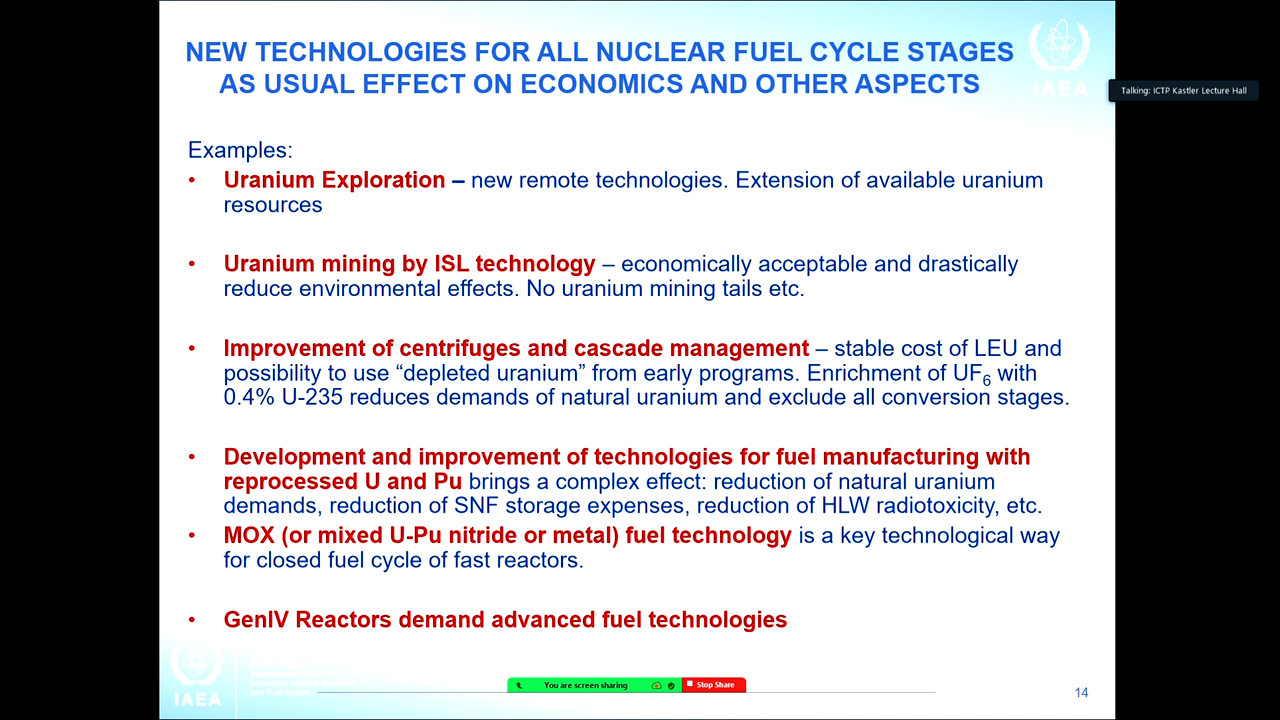 NEW TECHNOLOGIES FOR ALL NUCLEAR FUEL CYCLE STAGES
AS USUAL EFFECT ON ECONOMICS AND OTHER ASPECTS
IAEA
Talking: ICTP Kastler Lecture Hall
Examples:
• Uranium Exploration – new remote technologies. Extension of available uranium
resources
• Uranium mining by ISL technology – economically acceptable and drastically
reduce environmental effects. No uranium mining tails etc.
• Improvement of centrifuges and cascade management – stable cost of LEU and
possibility to use “depleted uranium” from early programs. Enrichment of UF6 with
0.4% U-235 reduces demands of natural uranium and exclude all conversion stages.
• Development and improvement of technologies for fuel manufacturing with
reprocessed U and Pu brings a complex effect: reduction of natural uranium
demands, reduction of SNF storage expenses, reduction of HLW radiotoxicity, etc.
• MOX (or mixed U-Pu nitride or metal) fuel technology is a key technological way
for closed fuel cycle of fast reactors.
• GenIV Reactors demand advanced fuel technologies
IAEA
You are screen sharing
Stop Share
14